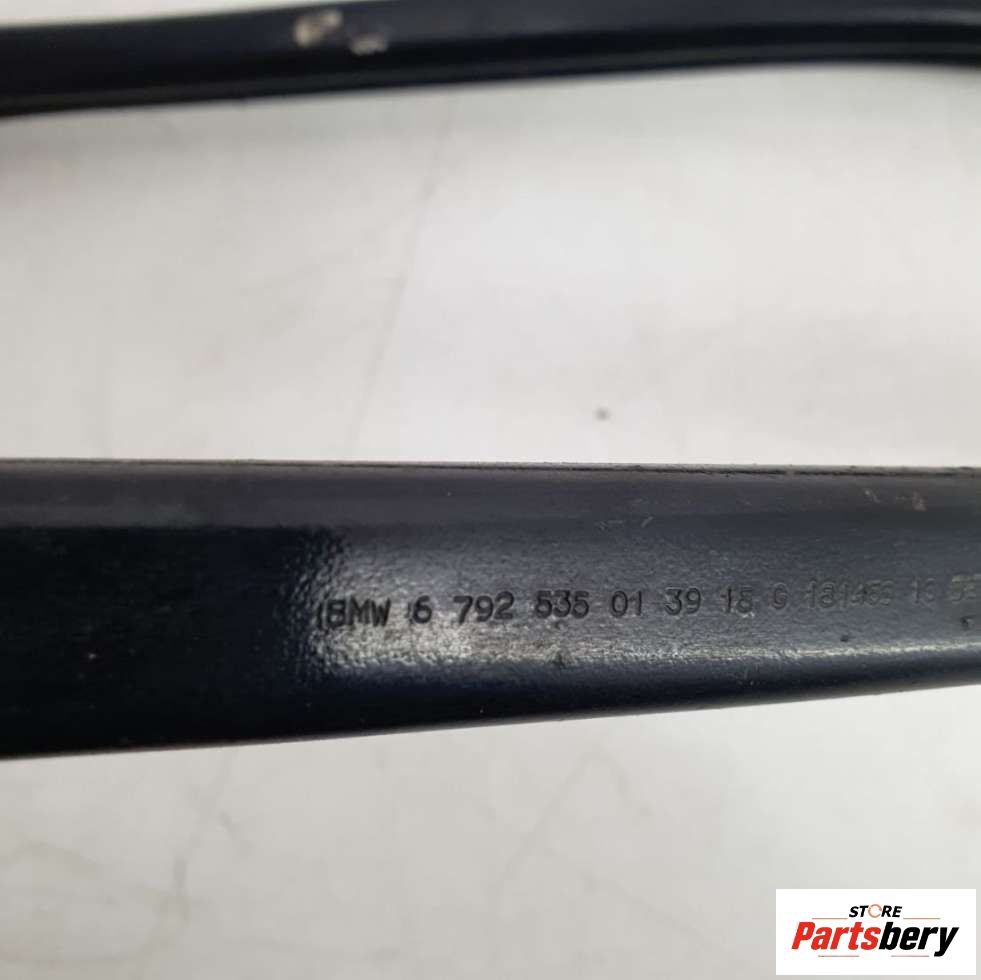 BMW 6 792 535 01 39 18 G
STORE
Partsbery